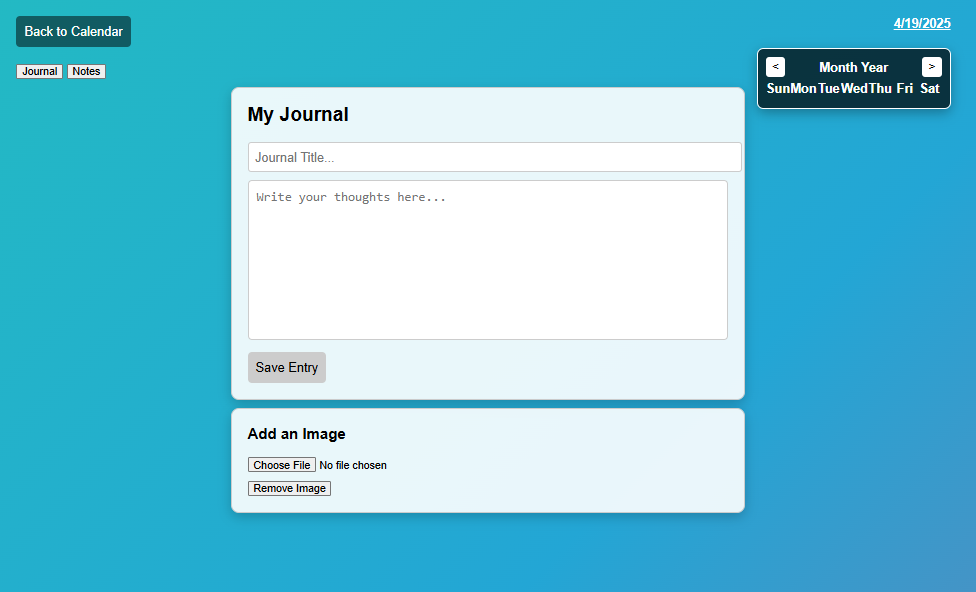 Back to Calendar
4/19/2025
Journal Notes
< Month Year >
Sun Mon Tue Wed Thu Fri Sat
My Journal
Journal Title...
Write your thoughts here...
Save Entry
Add an Image
Choose File No file chosen
Remove Image